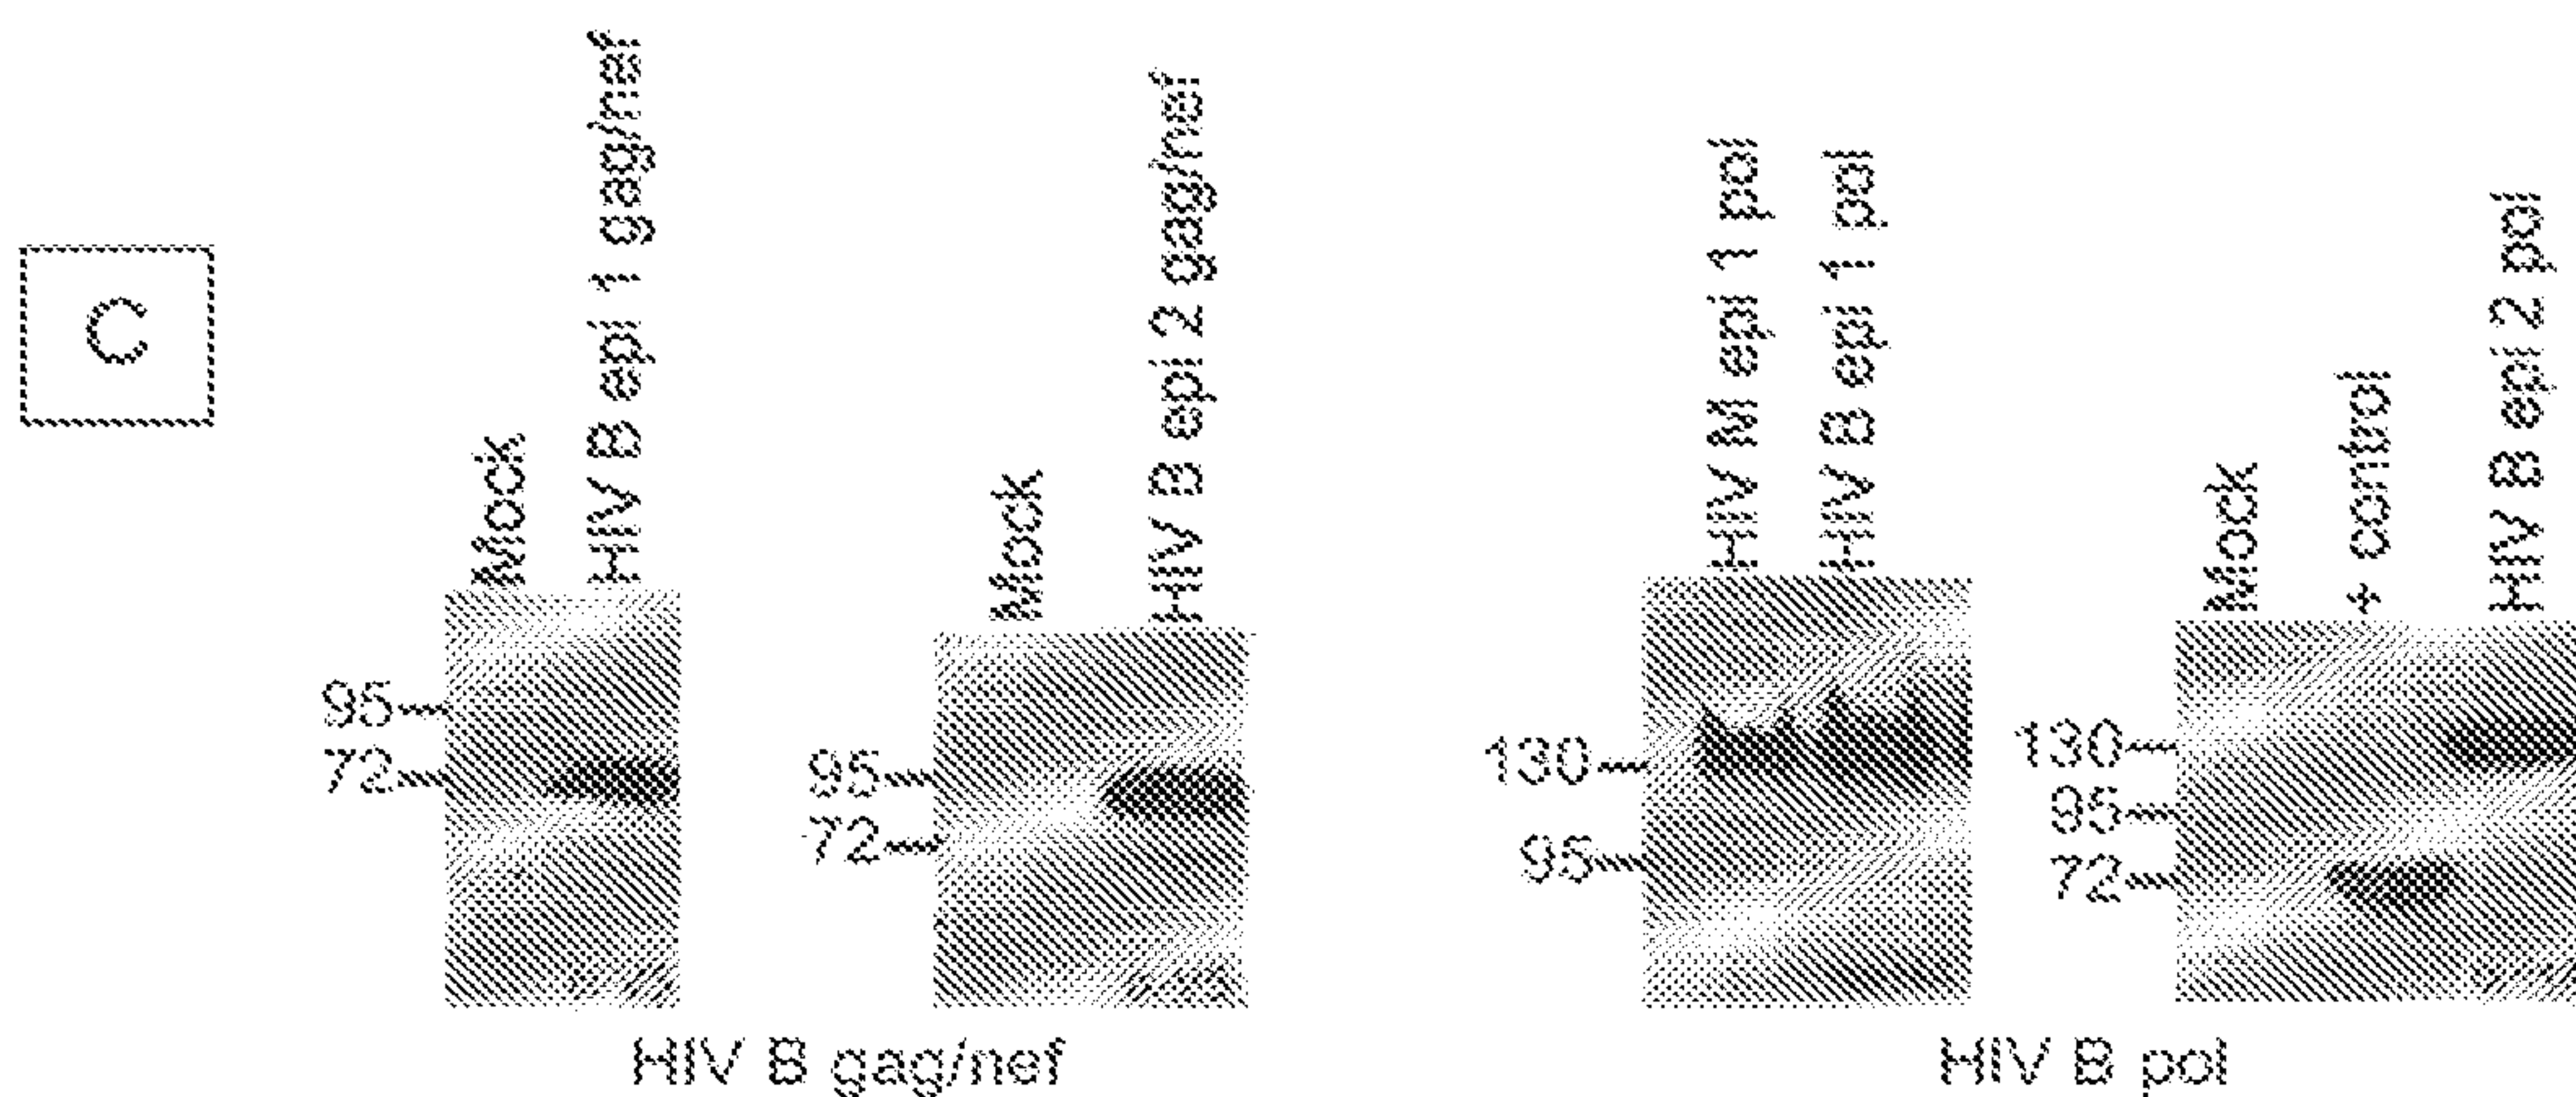 C
Mock
HIV B epi 1 gag/nef
95
72
Mock
HIV B epi 2 gag/nef
95
72
HIV B gag/nef
HIV M epi 1 pol
HIV B epi 1 pol
130
95
Mock
+ control
HIV B epi 2 pol
130
95
72
HIV B pol